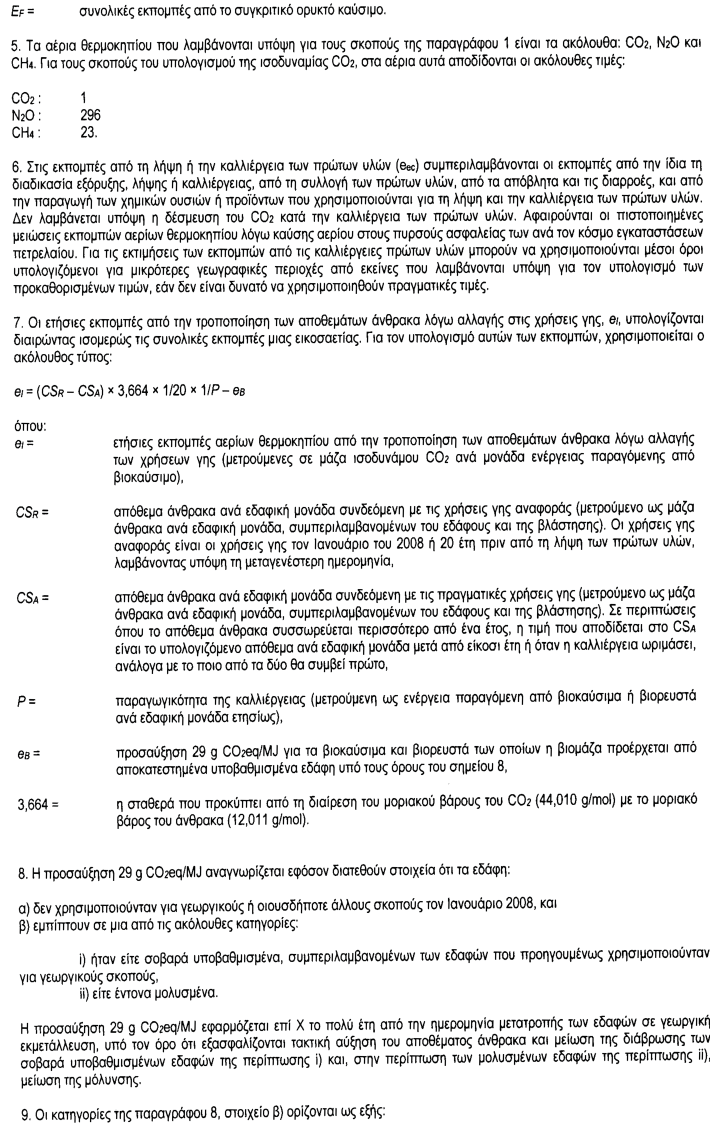 E_F = συνολικές εκπομπές από το συγκριτικό ορυκτό καύσιμο.
5. Τα αέρια θερμοκηπίου που λαμβάνονται υπόψη για τους σκοπούς της παραγράφου 1 είναι τα ακόλουθα: CO2, N2O και
CH4. Για τους σκοπούς του υπολογισμού της ισοδυναμίας CO2, στα αέρια αυτά αποδίδονται οι ακόλουθες τιμές:
CO2 : 1
N2O : 296
CH4 : 23.
6. Στις εκπομπές από τη λήψη ή την καλλιέργεια των πρώτων υλών (eec) συμπεριλαμβάνονται οι εκπομπές από την ίδια τη
διαδικασία εξόρυξης, λήψης ή καλλιέργειας, από τη συλλογή των πρώτων υλών, από τα απόβλητα και τις διαρροές, και από
την παραγωγή των χημικών ουσιών ή προϊόντων που χρησιμοποιούνται για τη λήψη και την καλλιέργεια των πρώτων υλών.
Δεν λαμβάνεται υπόψη η δέσμευση του CO2 κατά την καλλιέργεια των πρώτων υλών. Αφαιρούνται οι πιστοποιημένες
μειώσεις εκπομπών αερίων θερμοκηπίου λόγω καύσης αερίου στους πυρσούς ασφαλείας των ανά τον κόσμο εγκαταστάσεων
πετρελαίου. Για τις εκτιμήσεις των εκπομπών από τις καλλιέργειες πρώτων υλών μπορούν να χρησιμοποιούνται μέσοι όροι
υπολογιζόμενοι για μικρότερες γεωγραφικές περιοχές από εκείνες που λαμβάνονται υπόψη για τον υπολογισμό των
προκαθορισμένων τιμών, εάν δεν είναι δυνατό να χρησιμοποιηθούν πραγματικές τιμές.
7. Οι ετήσιες εκπομπές από την τροποποίηση των αποθεμάτων άνθρακα λόγω αλλαγής στις χρήσεις γης, el, υπολογίζονται
διαιρώντας ισομερώς τις συνολικές εκπομπές μιας εικοσαετίας. Για τον υπολογισμό αυτών των εκπομπών, χρησιμοποιείται ο
ακόλουθος τύπος:
el = (CSR – CSA) × 3,664 × 1/20 × 1/P – eB
όπου:
el = ετήσιες εκπομπές αερίων θερμοκηπίου από την τροποποίηση των αποθεμάτων άνθρακα λόγω αλλαγής
των χρήσεων γης (μετρούμενες σε μάζα ισοδυνάμου CO2 ανά μονάδα ενέργειας παραγόμενης από
βιοκαύσιμο),
CSR = απόθεμα άνθρακα ανά εδαφική μονάδα συνδεόμενη με τις χρήσεις γης αναφοράς (μετρούμενο ως μάζα
άνθρακα ανά εδαφική μονάδα, συμπεριλαμβανομένων του εδάφους και της βλάστησης). Οι χρήσεις γης
αναφοράς είναι οι χρήσεις γης τον Ιανουάριο του 2008 ή 20 έτη πριν από τη λήψη των πρώτων υλών,
λαμβάνοντας υπόψη τη μεταγενέστερη ημερομηνία,
CSA = απόθεμα άνθρακα ανά εδαφική μονάδα συνδεόμενη με τις πραγματικές χρήσεις γης (μετρούμενο ως μάζα
άνθρακα ανά εδαφική μονάδα, συμπεριλαμβανομένων του εδάφους και της βλάστησης). Σε περιπτώσεις
όπου το απόθεμα άνθρακα συσσωρεύεται περισσότερο από ένα έτος, η τιμή που αποδίδεται στο CSA
είναι το υπολογιζόμενο απόθεμα ανά εδαφική μονάδα μετά από είκοσι έτη ή όταν η καλλιέργεια ωριμάσει,
ανάλογα με το ποιο από τα δύο θα συμβεί πρώτο,
P = παραγωγικότητα της καλλιέργειας (μετρούμενη ως ενέργεια παραγόμενη από βιοκαύσιμα ή βιορευστά
ανά εδαφική μονάδα ετησίως),
eB = προσαύξηση 29 g CO2eq/MJ για τα βιοκαύσιμα και βιορευστά των οποίων η βιομάζα προέρχεται από
αποκατεστημένα υποβαθμισμένα εδάφη υπό τους όρους του σημείου 8,
3,664 = η σταθερά που προκύπτει από τη διαίρεση του μοριακού βάρους του CO2 (44,010 g/mol) με το μοριακό
βάρος του άνθρακα (12,011 g/mol).
8. Η προσαύξηση 29 g CO2eq/MJ αναγνωρίζεται εφόσον διατεθούν στοιχεία ότι τα εδάφη:
α) δεν χρησιμοποιούνταν για γεωργικούς ή οιουσδήποτε άλλους σκοπούς τον Ιανουάριο 2008, και
β) εμπίπτουν σε μια από τις ακόλουθες κατηγορίες:
i) ήταν είτε σοβαρά υποβαθμισμένα, συμπεριλαμβανομένων των εδαφών που προηγουμένως χρησιμοποιούνταν
για γεωργικούς σκοπούς,
ii) είτε έντονα μολυσμένα.
Η προσαύξηση 29 g CO2eq/MJ εφαρμόζεται επί X το πολύ έτη από την ημερομηνία μετατροπής των εδαφών σε γεωργική
εκμετάλλευση, υπό τον όρο ότι εξασφαλίζονται τακτική αύξηση του αποθέματος άνθρακα και μείωση της διάβρωσης των
σοβαρά υποβαθμισμένων εδαφών της περίπτωσης i) και, στην περίπτωση των μολυσμένων εδαφών της περίπτωσης ii),
μείωση της μόλυνσης.
9. Οι κατηγορίες της παραγράφου 8, στοιχείο β) ορίζονται ως εξής: